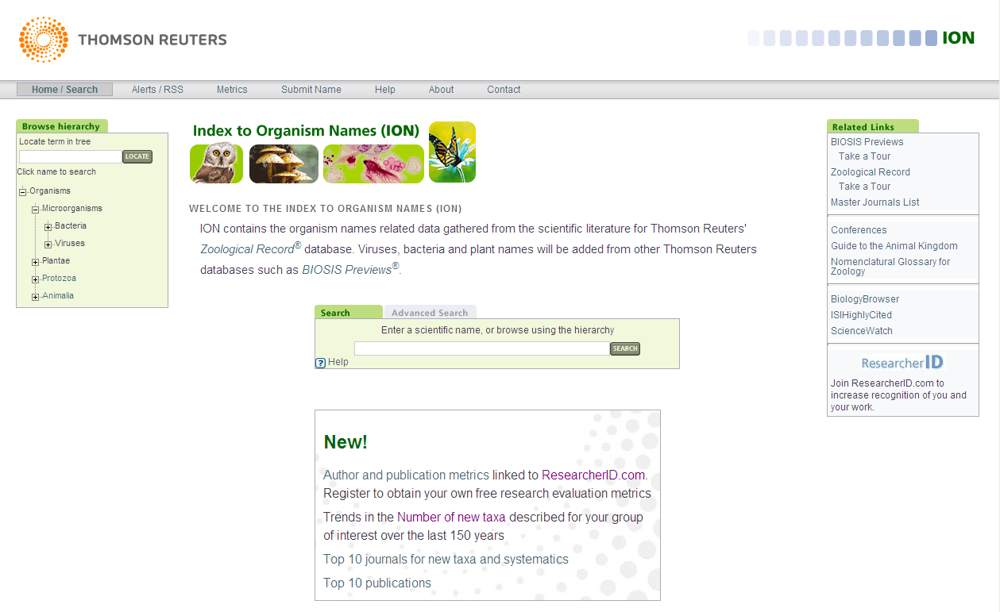 THOMSON REUTERS
ION
Home / Search
Alerts / RSS
Metrics
Submit Name
Help
About
Contact
Browse hierarchy
Locate term in tree
LOCATE
Click name to search
Organisms
Microorganisms
Bacteria
Viruses
Plantae
Protozoa
Animalia
Index to Organism Names (ION)
WELCOME TO THE INDEX TO ORGANISM NAMES (ION)
ION contains the organism names related data gathered from the scientific literature for Thomson Reuters'
Zoological Record® database. Viruses, bacteria and plant names will be added from other Thomson Reuters
databases such as BIOSIS Previews®.
Search
Advanced Search
Enter a scientific name, or browse using the hierarchy
SEARCH
? Help
New!
Author and publication metrics linked to ResearcherID.com.
Register to obtain your own free research evaluation metrics
Trends in the Number of new taxa described for your group
of interest over the last 150 years
Top 10 journals for new taxa and systematics
Top 10 publications
Related Links
BIOSIS Previews
Take a Tour
Zoological Record
Take a Tour
Master Journals List
Conferences
Guide to the Animal Kingdom
Nomenclatural Glossary for
Zoology
BiologyBrowser
ISIHighlyCited
ScienceWatch
ResearcherID
Join ResearcherID.com to
increase recognition of you and
your work.